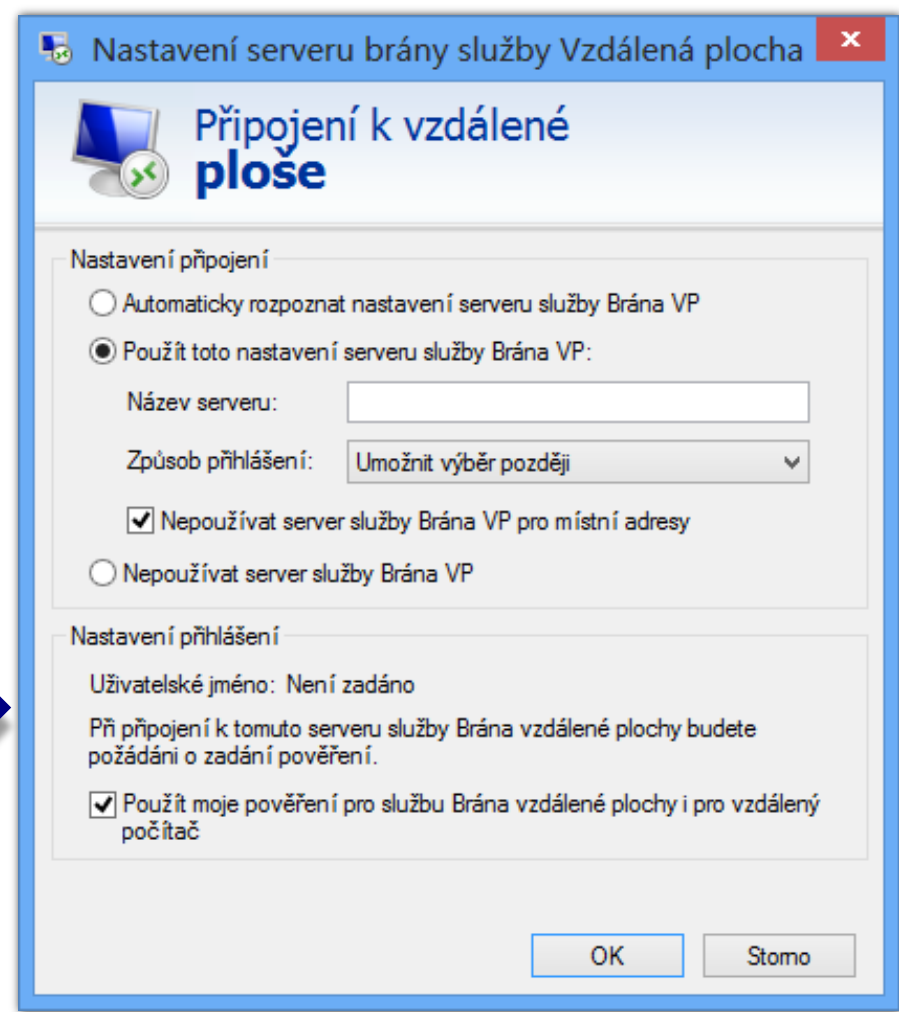 Nastavení serveru brány služby Vzdálená plocha
Připojení k vzdálené
ploše
Nastavení připojení
Automaticky rozpoznat nastavení serveru služby Brána VP
Použít toto nastavení serveru služby Brána VP:
Název serveru:
Způsob přihlášení: Umožnit výběr později
Nepoužívat server služby Brána VP pro místní adresy
Nepoužívat server služby Brána VP
Nastavení přihlášení
Uživatelské jméno: Není zadáno
Při připojení k tomuto serveru služby Brána vzdálené plochy budete
požádáni o zadání pověření.
Použít moje pověření pro službu Brána vzdálené plochy i pro vzdálený
počítač
OK Storno